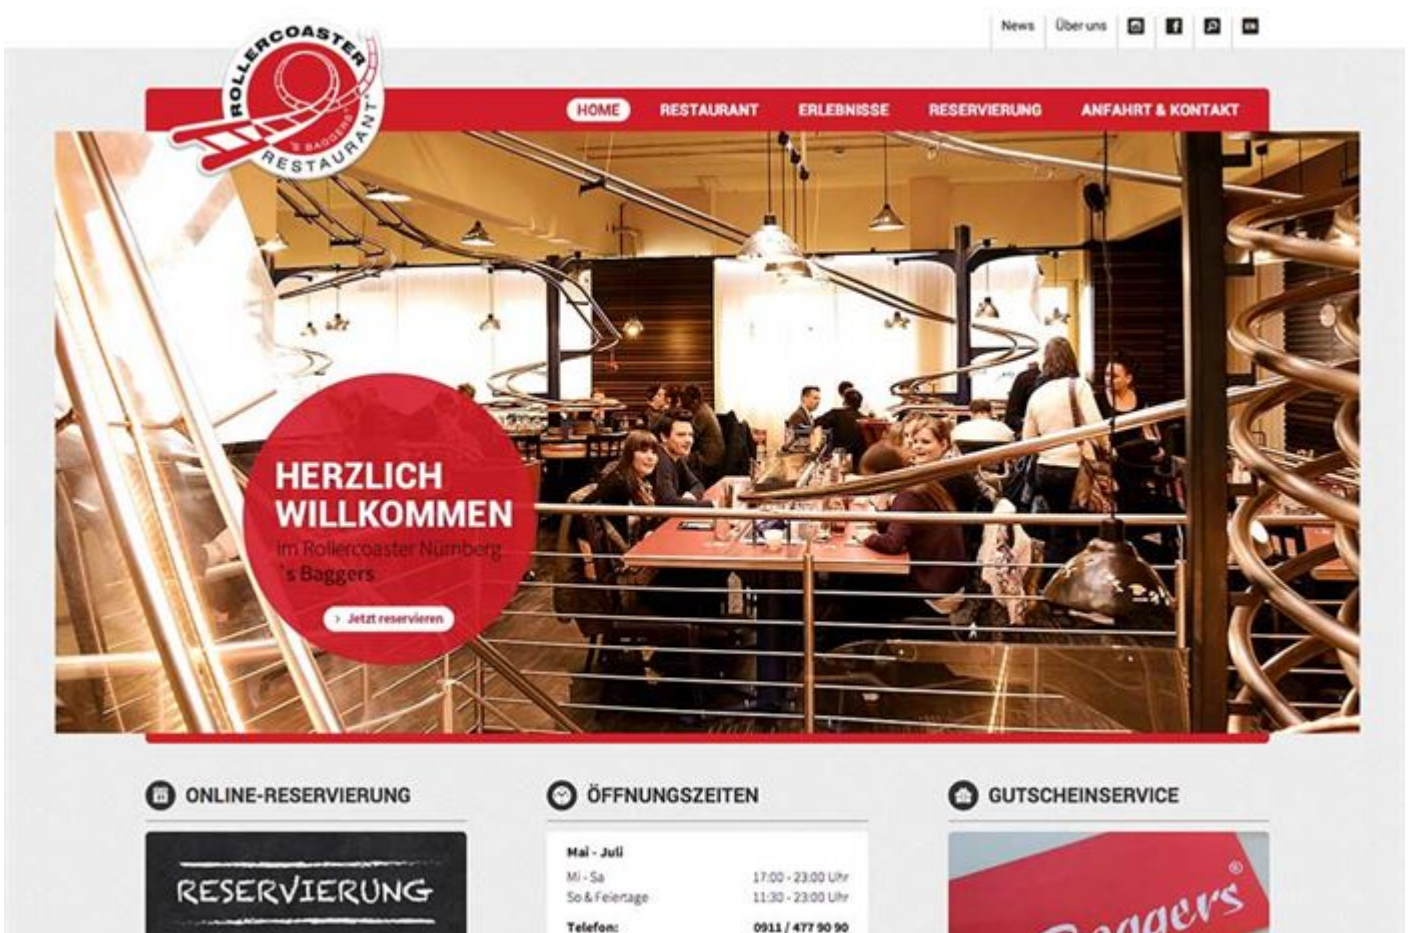 ROLLERCOASTER
'S BAGGERS
RESTAURANT
News Über uns EN
HOME RESTAURANT ERLEBNISSE RESERVIERUNG ANFAHRT & KONTAKT
HERZLICH
WILLKOMMEN
im Rollercoaster Nürnberg
`s Baggers
› Jetzt reservieren
ONLINE-RESERVIERUNG
RESERVIERUNG
ÖFFNUNGSZEITEN
Mai - Juli
Mi - Sa 17:00 - 23:00 Uhr
So & Feiertage 11:30 - 23:00 Uhr
Telefon: 0911 / 477 90 90
GUTSCHEINSERVICE
Baggers®